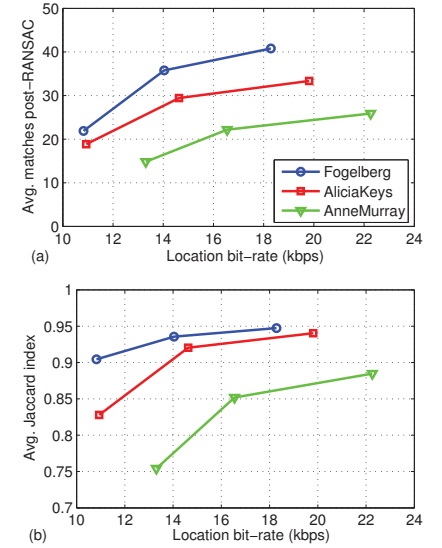 50
40
30
20
10
0
Avg. matches post−RANSAC
Fogelberg
AliciaKeys
AnneMurray
10 12 14 16 18 20 22 24
(a) Location bit−rate (kbps)
1
0.95
0.9
0.85
0.8
0.75
0.7
Avg. Jaccard index
10 12 14 16 18 20 22 24
(b) Location bit−rate (kbps)